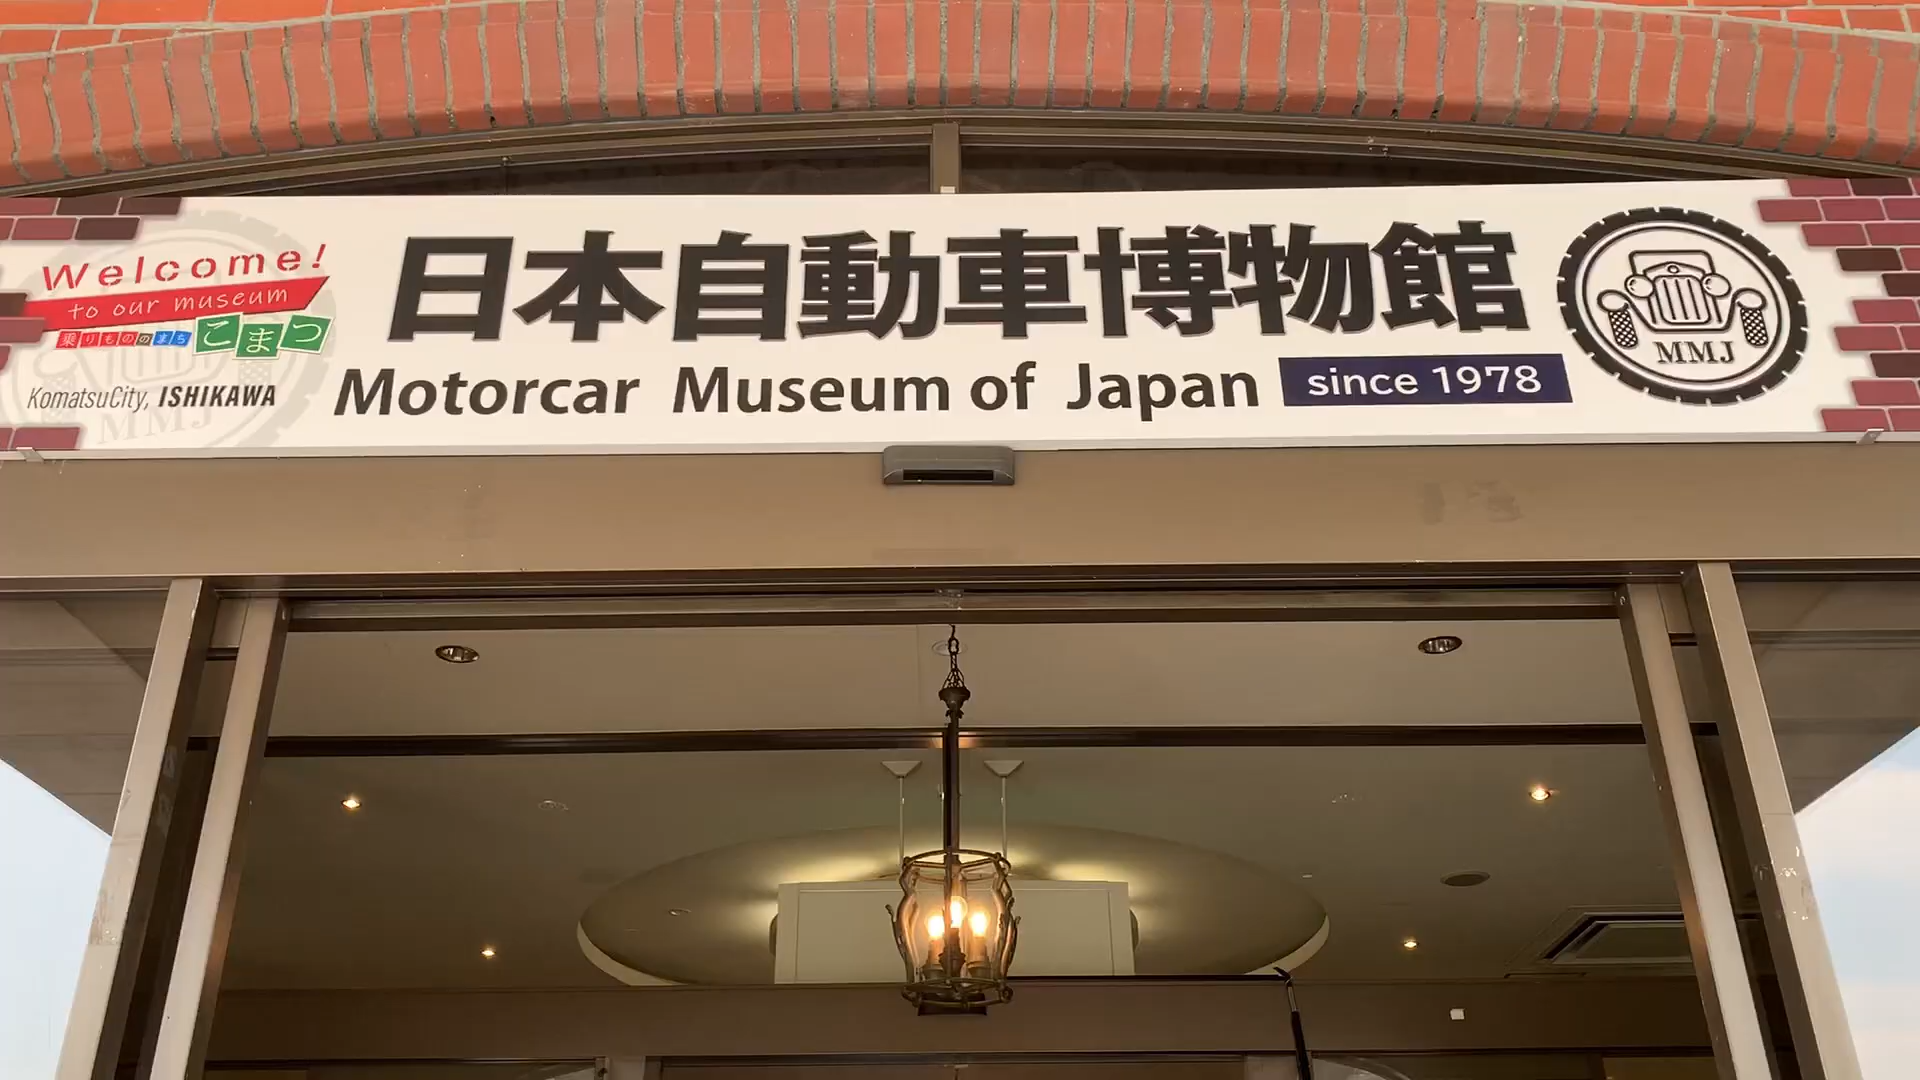 Welcome!
to our museum
乗りもののまち こまつ
KomatsuCity, ISHIKAWA
MMJ
日本自動車博物館
Motorcar Museum of Japan since 1978
MMJ